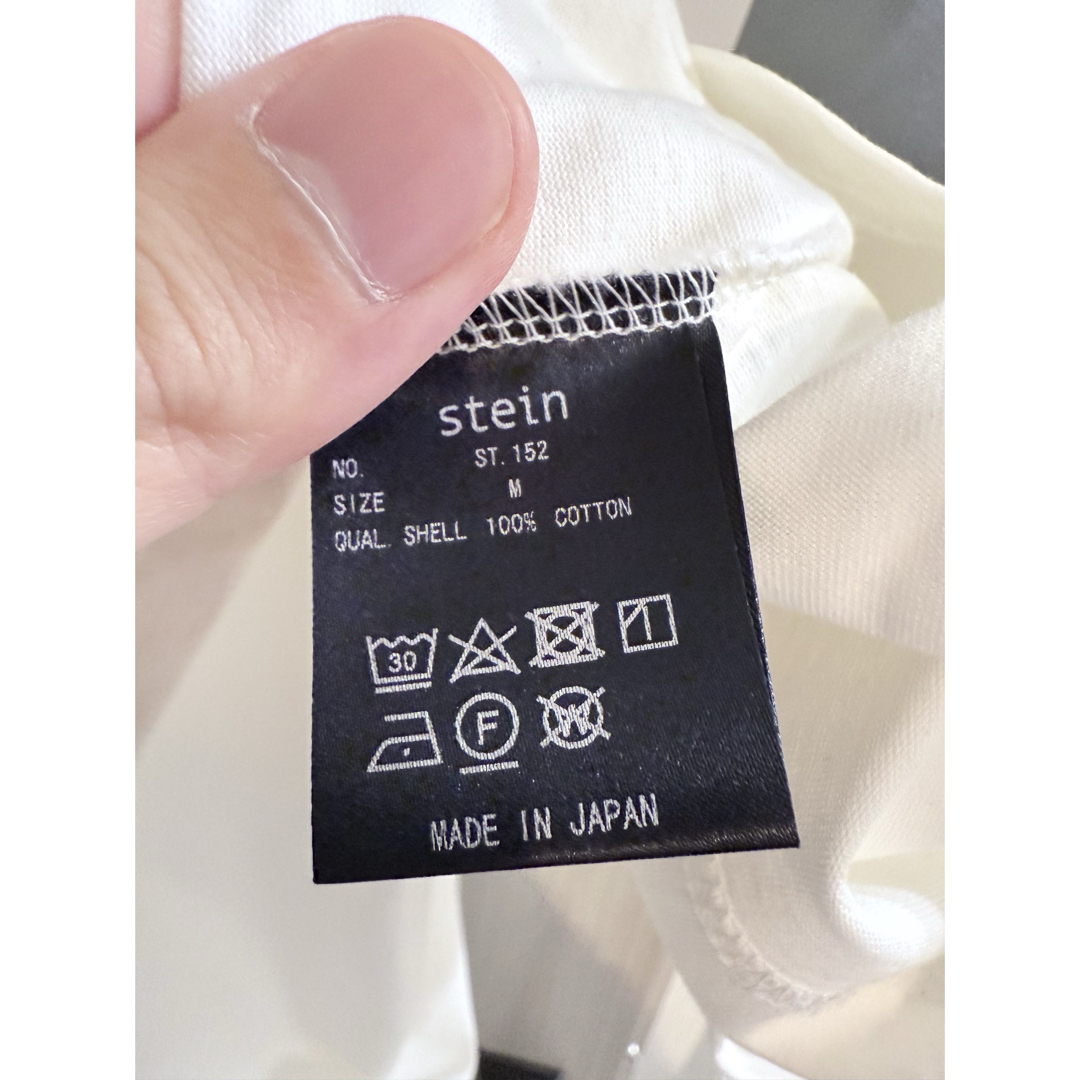 stein
NO. ST.152
SIZE M
QUAL. SHELL 100% COTTON
30
F
W
MADE IN JAPAN